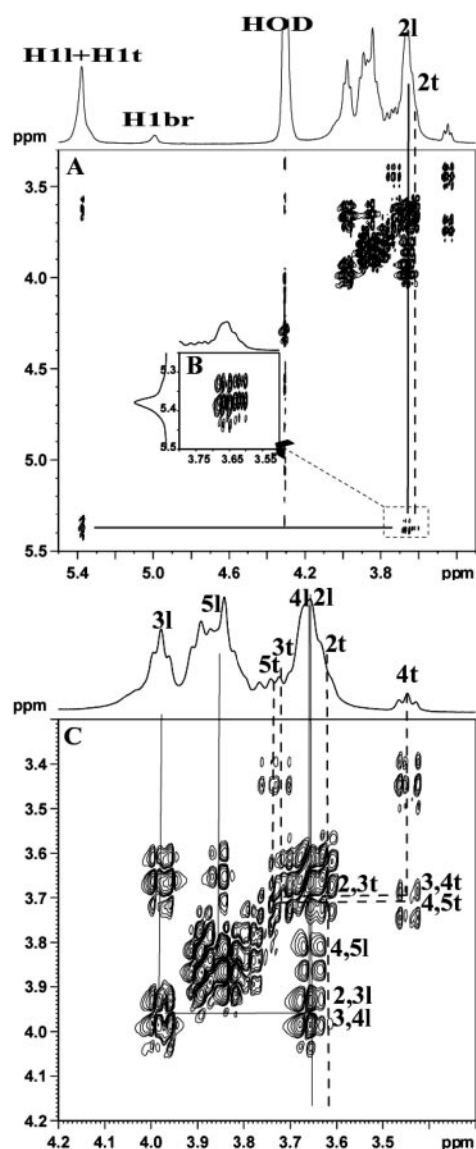 HOD
2l
H1l+H1t
2t
H1br
ppm
A
3.5
4.0
4.5
5.0
5.5
B
5.3
5.4
5.5
3.75 3.65 3.55
5.4 5.0 4.6 4.2 3.8 ppm
5l
4l 2l
3l
3t
5t
2t
4t
ppm
C
3.4
3.5
3.6
3.7
3.8
3.9
4.0
4.1
4.2
2,3t 3,4t
4,5t
4,5l
2,3l
3,4l
4.2 4.1 4.0 3.9 3.8 3.7 3.6 3.5 ppm